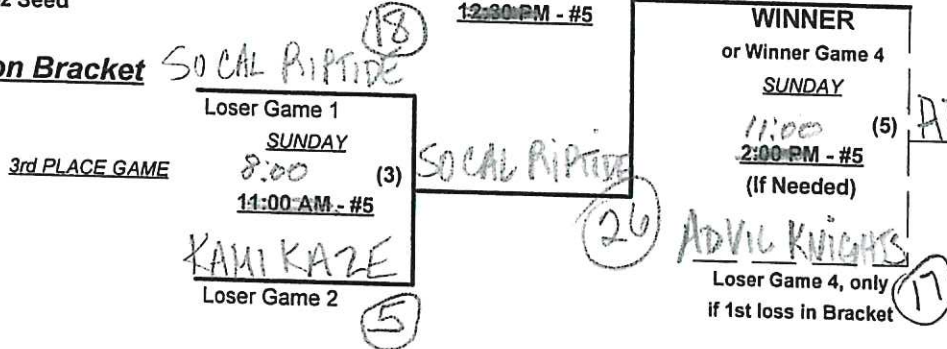 #2 Seed
12:30 PM - #5
WINNER
or Winner Game 4
SUNDAY
11:00 (5)
2:00 PM - #5
(If Needed)
ADVIL KNIGHTS
17
Loser Game 4, only
if 1st loss in Bracket
on Bracket
SO CAL RIPTIDE
18
Loser Game 1
SUNDAY
3rd PLACE GAME
8:00 (3)
11:00 AM - #5
SO CAL RIPTIDE
26
KAMIKAZE
Loser Game 2
5